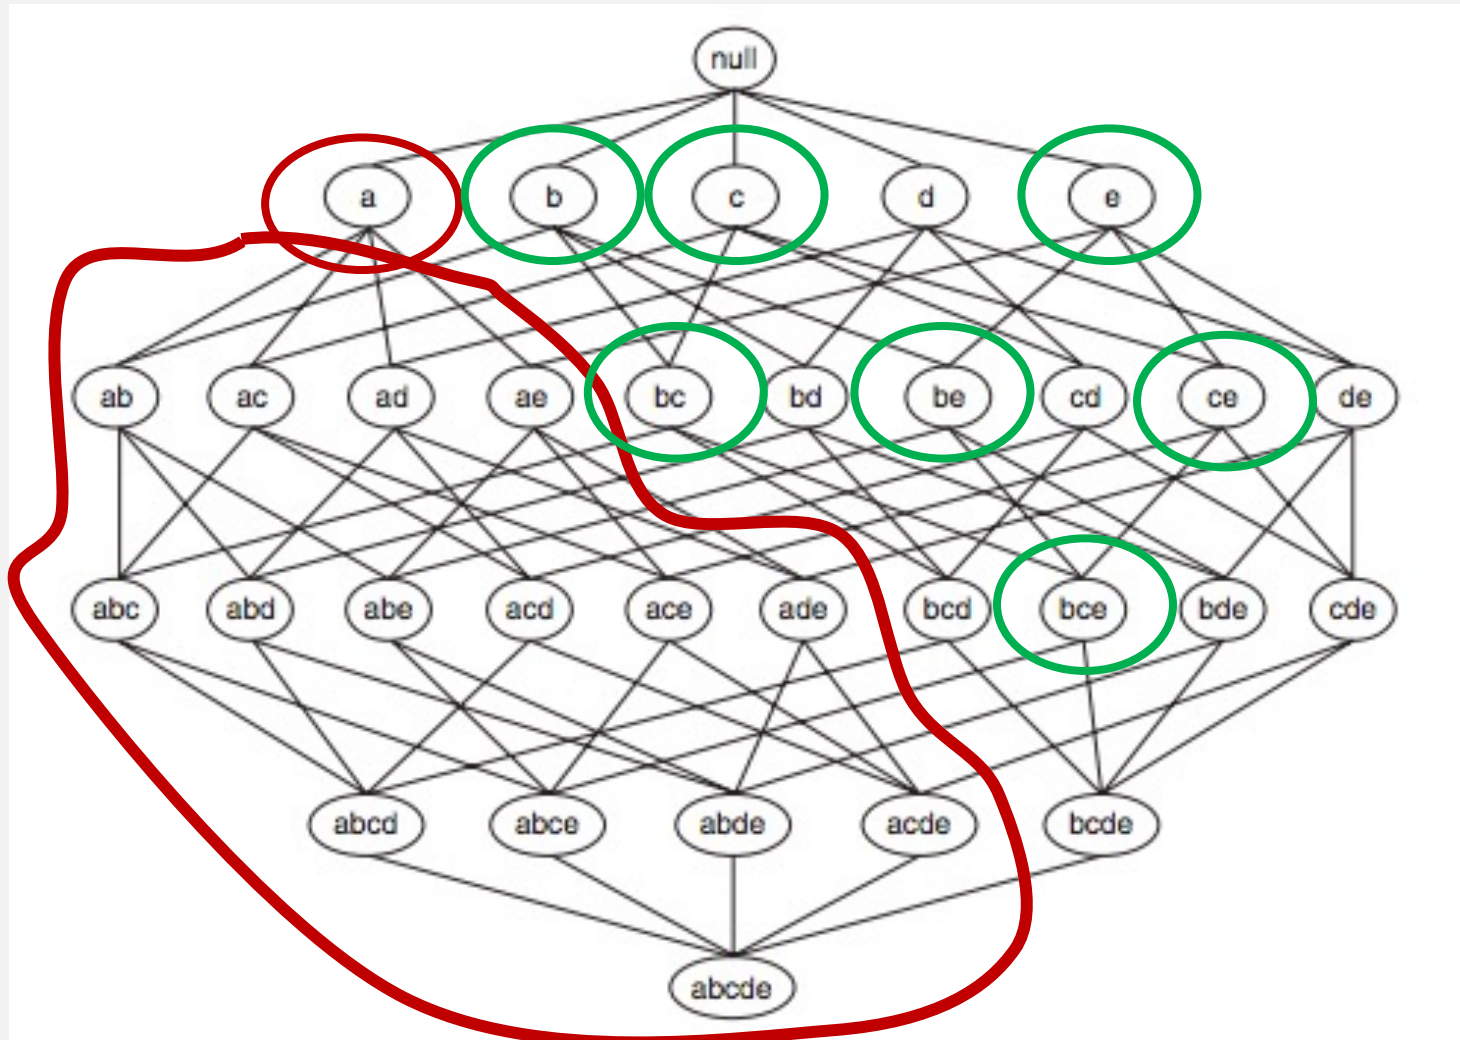 null
a b c d e
ab ac ad ae bc bd be cd ce de
abc abd abe acd ace ade bcd bce bde cde
abcd abce abde acde bcde
abcde